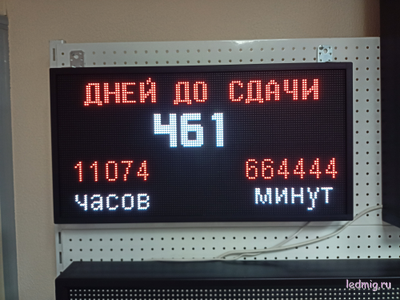 ДНЕЙ ДО СДАЧИ
461
11074 664444
часов минут
ledmig.ru